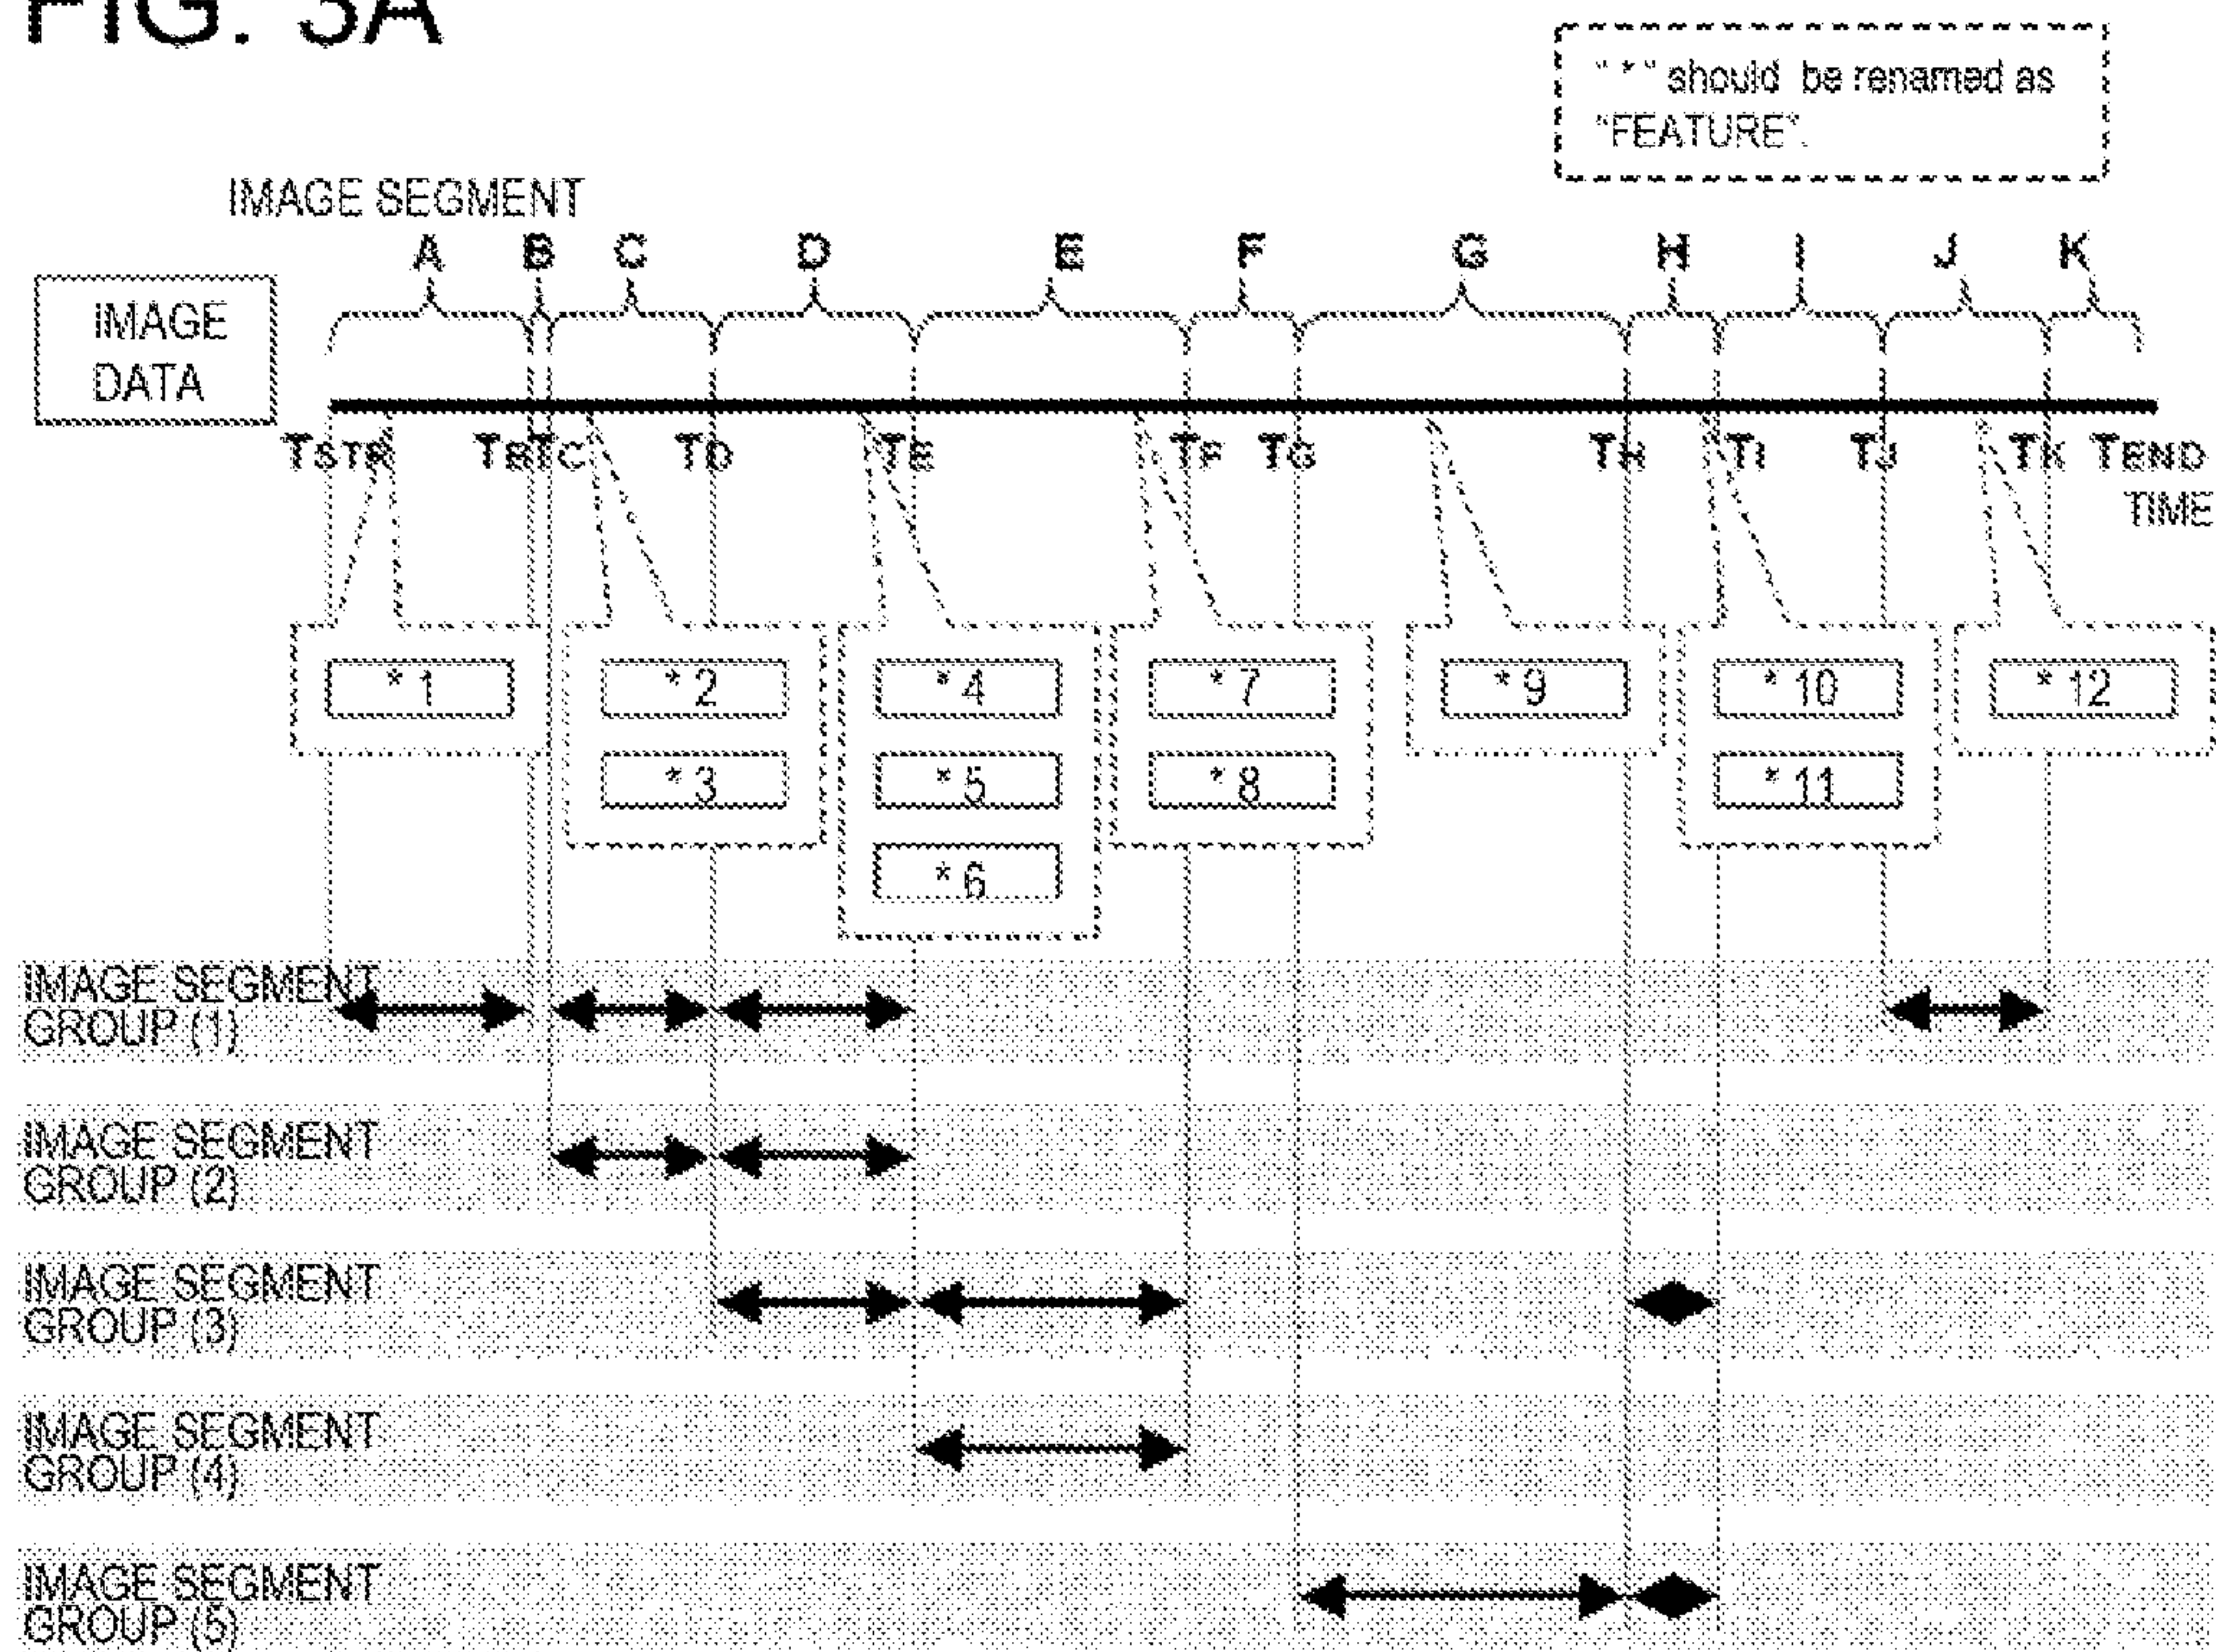 FIG. 3A
" * " should be renamed as
"FEATURE".
IMAGE SEGMENT
A B C D E F G H I J K
IMAGE
DATA
TSTR TB TC TD TE TF TG TH TI TJ TK TEND
TIME
*1 *2 *4 *7 *9 *10 *12
*3 *5 *8 *11
*6
IMAGE SEGMENT
GROUP (1)
IMAGE SEGMENT
GROUP (2)
IMAGE SEGMENT
GROUP (3)
IMAGE SEGMENT
GROUP (4)
IMAGE SEGMENT
GROUP (5)